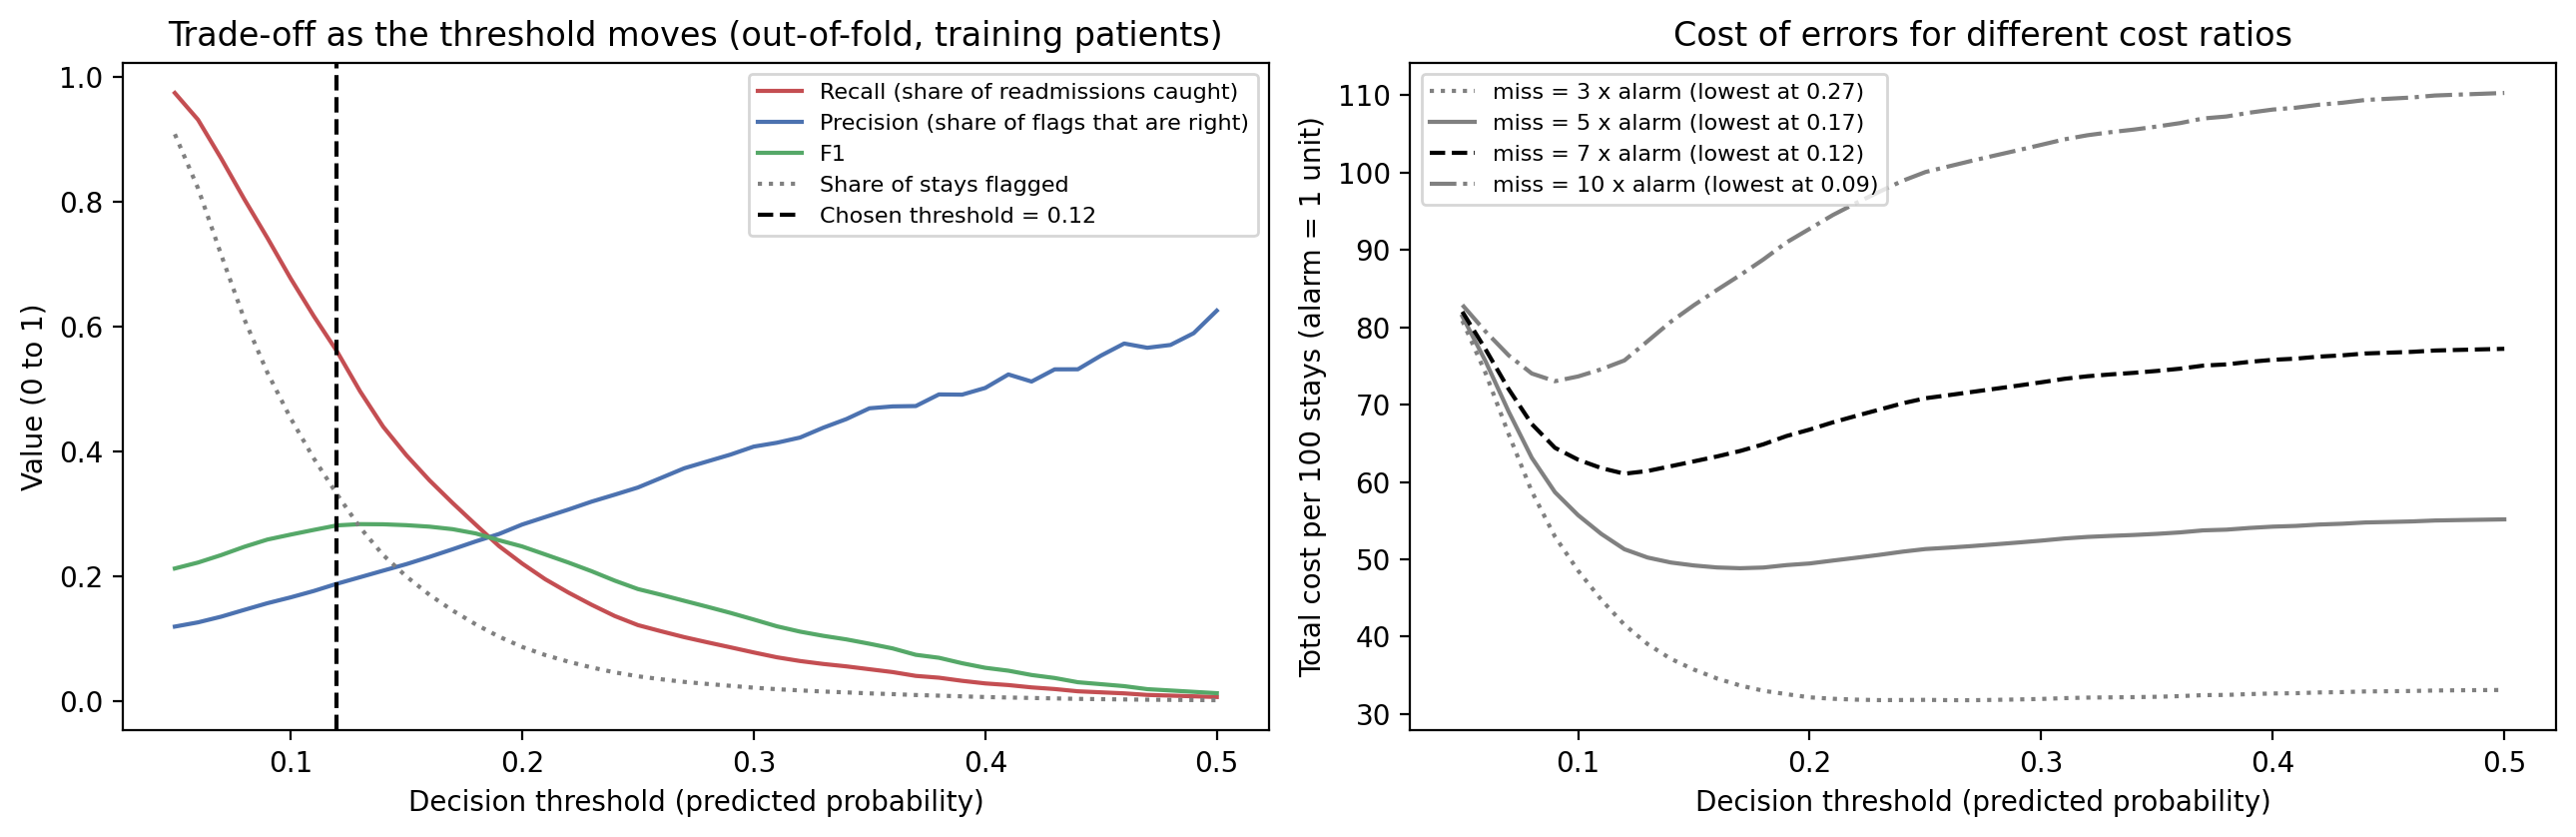 Trade-off as the threshold moves (out-of-fold, training patients)
Value (0 to 1)
1.0
0.8
0.6
0.4
0.2
0.0
Recall (share of readmissions caught)
Precision (share of flags that are right)
F1
Share of stays flagged
Chosen threshold = 0.12
0.1 0.2 0.3 0.4 0.5
Decision threshold (predicted probability)
Cost of errors for different cost ratios
Total cost per 100 stays (alarm = 1 unit)
110
100
90
80
70
60
50
40
30
miss = 3 x alarm (lowest at 0.27)
miss = 5 x alarm (lowest at 0.17)
miss = 7 x alarm (lowest at 0.12)
miss = 10 x alarm (lowest at 0.09)
0.1 0.2 0.3 0.4 0.5
Decision threshold (predicted probability)